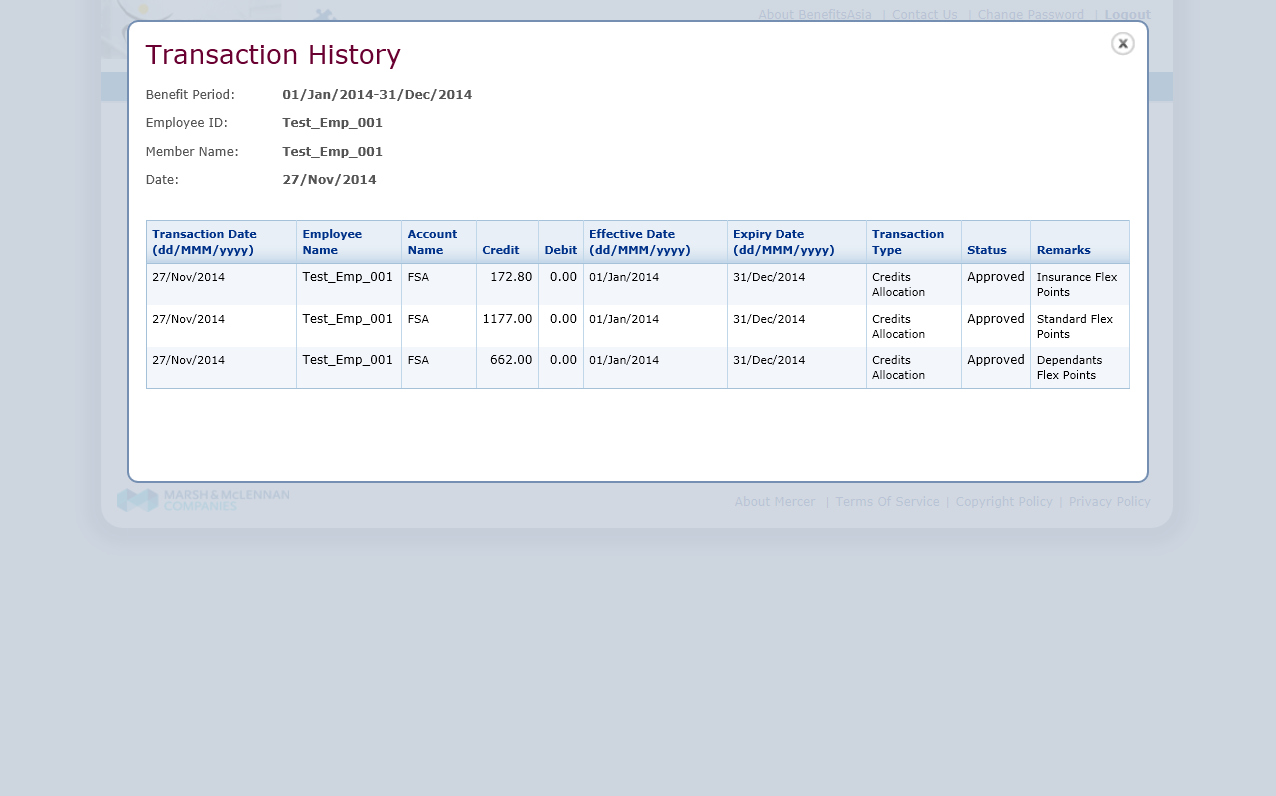 About BenefitsAsia | Contact Us | Change Password | Logout
Transaction History
Benefit Period: 01/Jan/2014-31/Dec/2014
Employee ID: Test_Emp_001
Member Name: Test_Emp_001
Date: 27/Nov/2014
Transaction Date Employee Account Effective Date Expiry Date Transaction
(dd/MMM/yyyy) Name Name Credit Debit (dd/MMM/yyyy) (dd/MMM/yyyy) Type Status Remarks
27/Nov/2014 Test_Emp_001 FSA 172.80 0.00 01/Jan/2014 31/Dec/2014 Credits Approved Insurance Flex
Allocation Points
27/Nov/2014 Test_Emp_001 FSA 1177.00 0.00 01/Jan/2014 31/Dec/2014 Credits Approved Standard Flex
Allocation Points
27/Nov/2014 Test_Emp_001 FSA 662.00 0.00 01/Jan/2014 31/Dec/2014 Credits Approved Dependants
Allocation Flex Points
MARSH & McLENNAN
COMPANIES
About Mercer | Terms Of Service | Copyright Policy | Privacy Policy